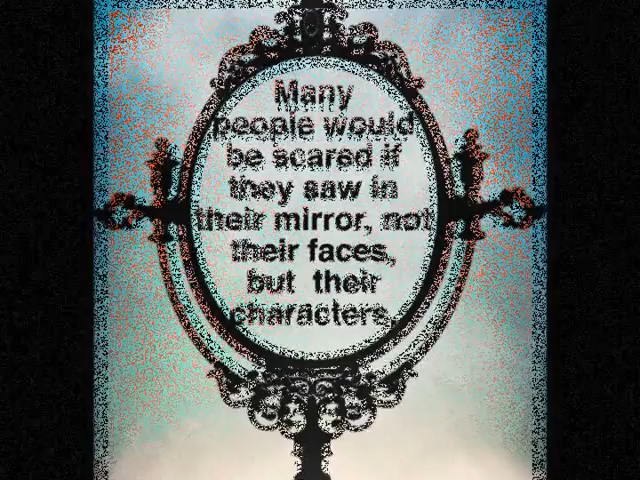 Many
people would
be scared if
they saw in
their mirror, not
their faces,
but their
characters.